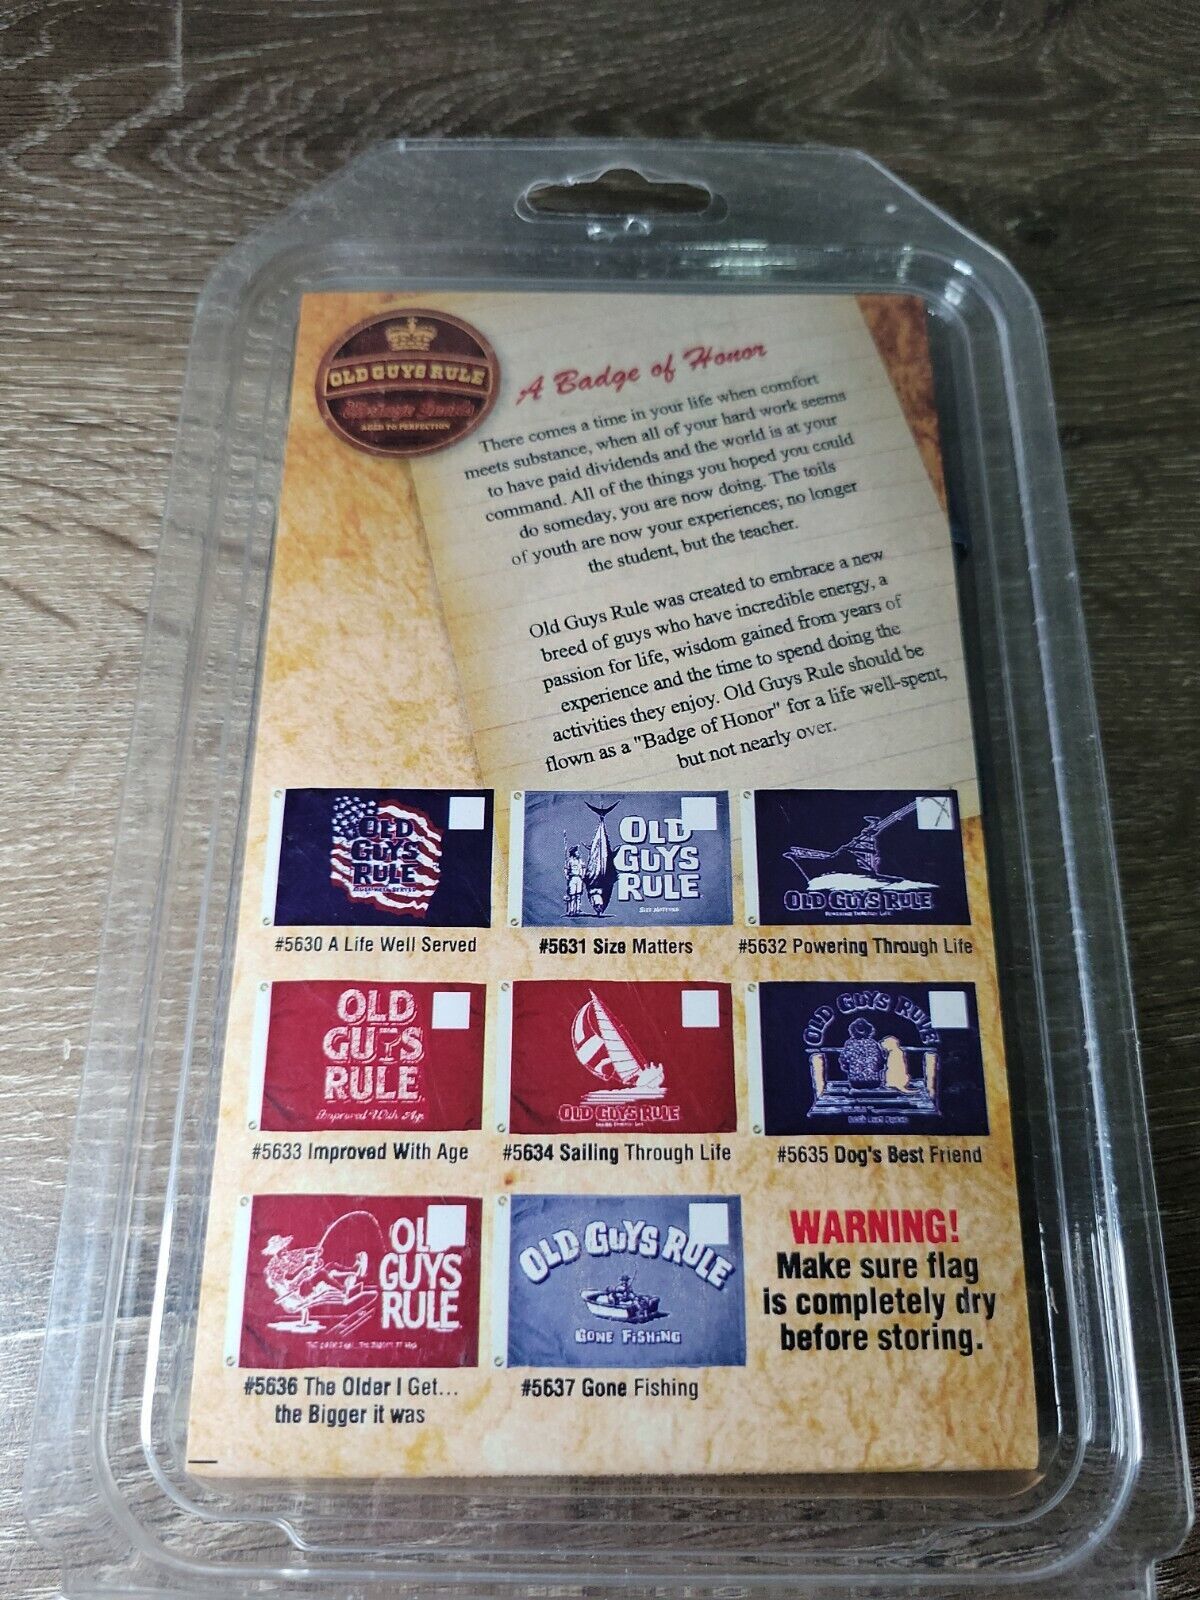 OLD GUYS RULE
AGED TO PERFECTION
A Badge of Honor
There comes a time in your life when comfort
meets substance, when all of your hard work seems
to have paid dividends and the world is at your
command. All of the things you hoped you could
do someday, you are now doing. The toils
of youth are now your experiences; no longer
the student, but the teacher.
Old Guys Rule was created to embrace a new
breed of guys who have incredible energy, a
passion for life, wisdom gained from years of
experience and the time to spend doing the
activities they enjoy. Old Guys Rule should be
flown as a "Badge of Honor" for a life well-spent,
but not nearly over.
OLD
GUYS
RULE
#5630 A Life Well Served
OLD
GUYS
RULE
SIZE MATTERS
#5631 Size Matters
OLD GUYS RULE
POWERING THROUGH LIFE
#5632 Powering Through Life
OLD
GUYS
RULE
Improved With Age
#5633 Improved With Age
OLD GUYS RULE
#5634 Sailing Through Life
OLD GUYS RULE
#5635 Dog's Best Friend
OLD
GUYS
RULE
#5636 The Older I Get...
the Bigger it was
OLD GUYS RULE
GONE FISHING
#5637 Gone Fishing
WARNING!
Make sure flag
is completely dry
before storing.